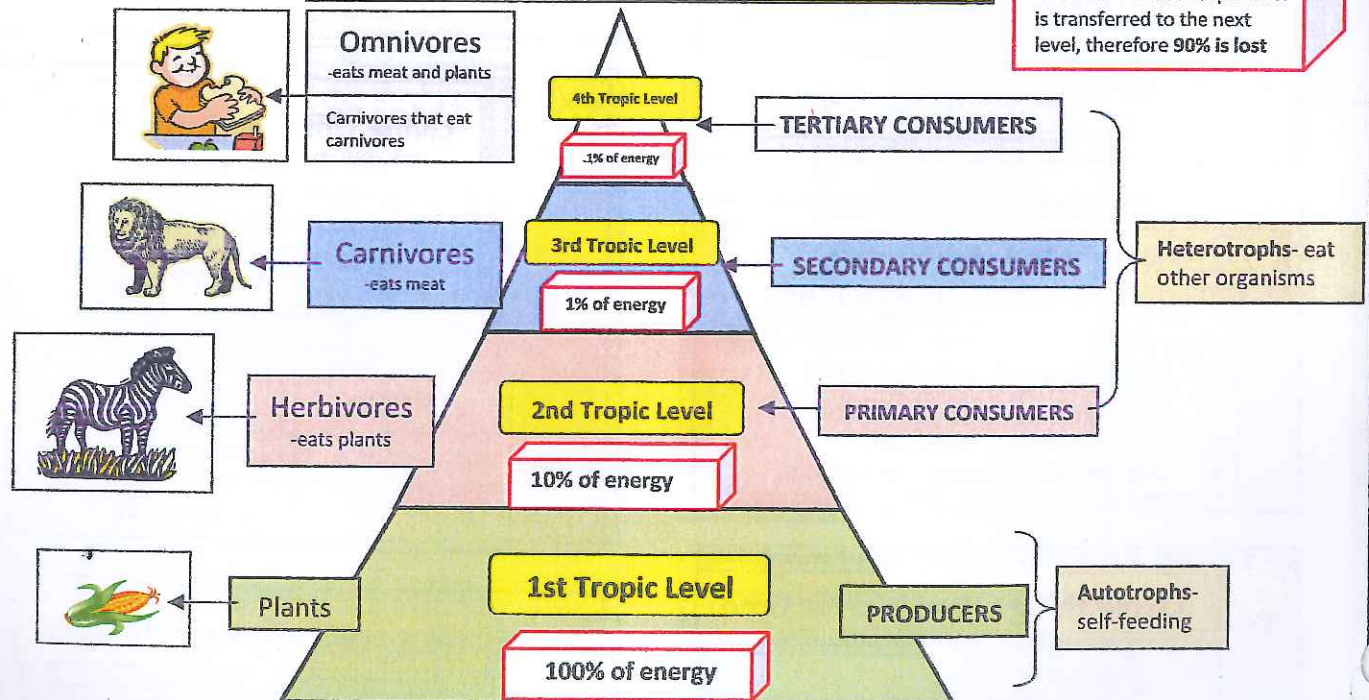 is transferred to the next
level, therefore 90% is lost
Omnivores
-eats meat and plants
Carnivores that eat
carnivores
4th Tropic Level
TERTIARY CONSUMERS
.1% of energy
Carnivores
-eats meat
3rd Tropic Level
SECONDARY CONSUMERS
1% of energy
Heterotrophs- eat
other organisms
Herbivores
-eats plants
2nd Tropic Level
PRIMARY CONSUMERS
10% of energy
Plants
1st Tropic Level
100% of energy
PRODUCERS
Autotrophs-
self-feeding